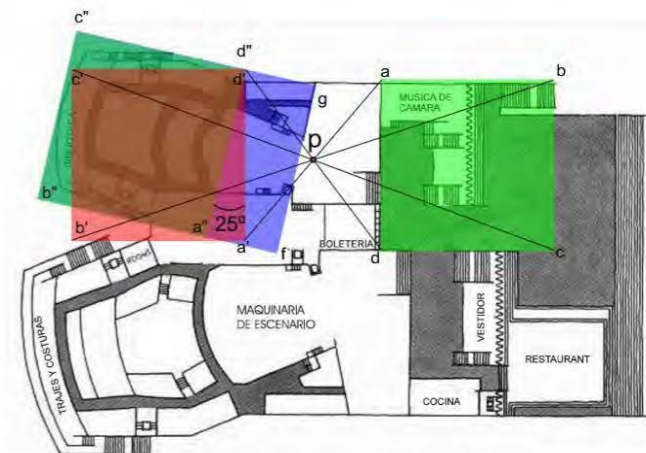 c"
d"
a
b
c'
d'
g
MUSICA DE
CAMARA
P
b"
a"
25º
b'
a'
f
BOLETERIA
d
c
MAQUINARIA
DE ESCENARIO
VESTIDOR
TRAJES Y COSTURAS
RESTAURANT
COCINA